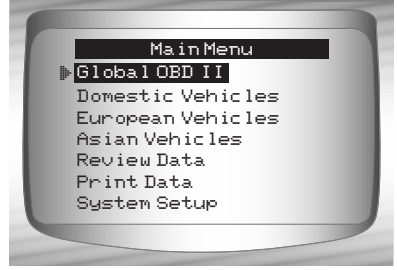 Main Menu
Global OBD II
Domestic Vehicles
European Vehicles
Asian Vehicles
Review Data
Print Data
System Setup